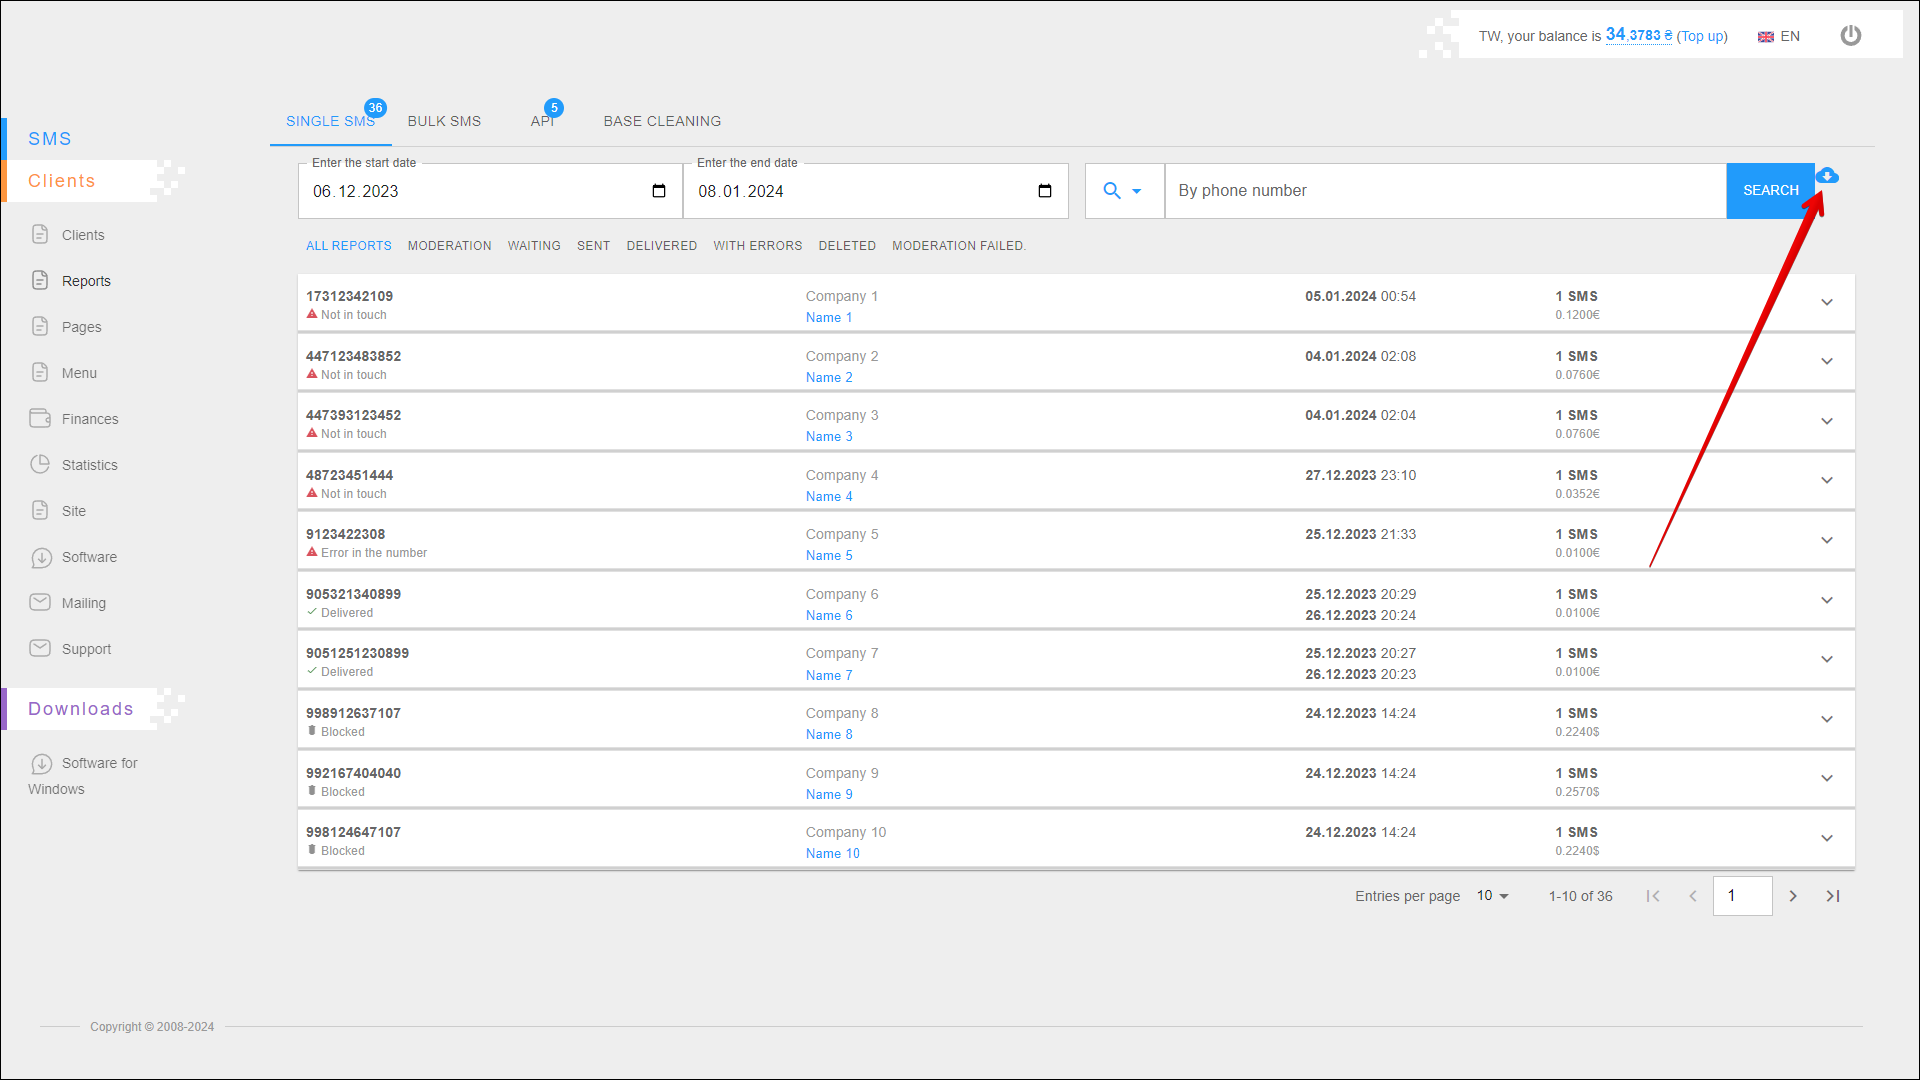 TW, your balance is 34,3783 ₴ (Top up) EN
SMS
Clients
Clients
Reports
Pages
Menu
Finances
Statistics
Site
Software
Mailing
Support
Downloads
Software for
Windows
SINGLE SMS 36 BULK SMS API 5 BASE CLEANING
Enter the start date Enter the end date
06.12.2023 08.01.2024 By phone number SEARCH
ALL REPORTS MODERATION WAITING SENT DELIVERED WITH ERRORS DELETED MODERATION FAILED.
17312342109 Company 1 05.01.2024 00:54 1 SMS
Not in touch Name 1 0.1200€
447123483852 Company 2 04.01.2024 02:08 1 SMS
Not in touch Name 2 0.0760€
447393123452 Company 3 04.01.2024 02:04 1 SMS
Not in touch Name 3 0.0760€
48723451444 Company 4 27.12.2023 23:10 1 SMS
Not in touch Name 4 0.0352€
9123422308 Company 5 25.12.2023 21:33 1 SMS
Error in the number Name 5 0.0100€
905321340899 Company 6 25.12.2023 20:29 1 SMS
Delivered Name 6 26.12.2023 20:24 0.0100€
9051251230899 Company 7 25.12.2023 20:27 1 SMS
Delivered Name 7 26.12.2023 20:23 0.0100€
998912637107 Company 8 24.12.2023 14:24 1 SMS
Blocked Name 8 0.2240$
992167404040 Company 9 24.12.2023 14:24 1 SMS
Blocked Name 9 0.2570$
998124647107 Company 10 24.12.2023 14:24 1 SMS
Blocked Name 10 0.2240$
Entries per page 10 1-10 of 36 1
Copyright © 2008-2024